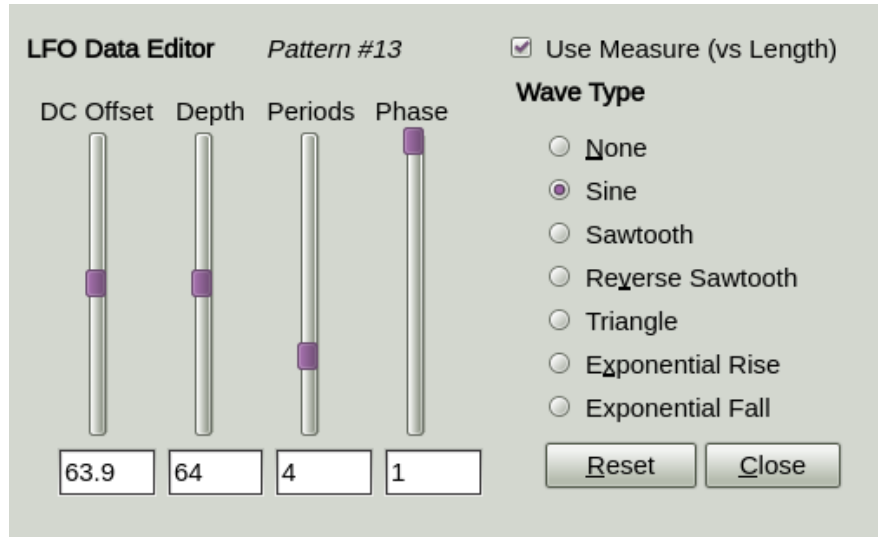 LFO Data Editor Pattern #13 Use Measure (vs Length)
Wave Type
DC Offset Depth Periods Phase
None
Sine
Sawtooth
Reverse Sawtooth
Triangle
Exponential Rise
Exponential Fall
63.9 64 4 1 Reset Close